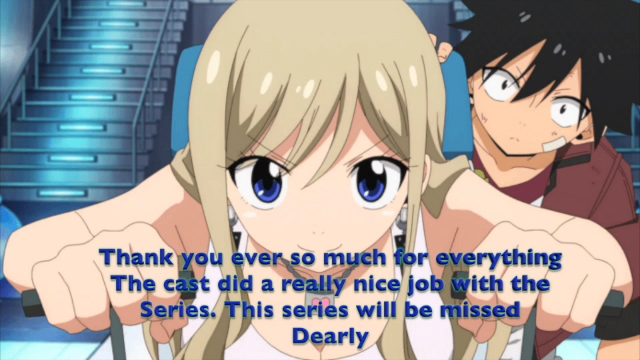 Thank you ever so much for everything
The cast did a really nice job with the
Series. This series will be missed
Dearly